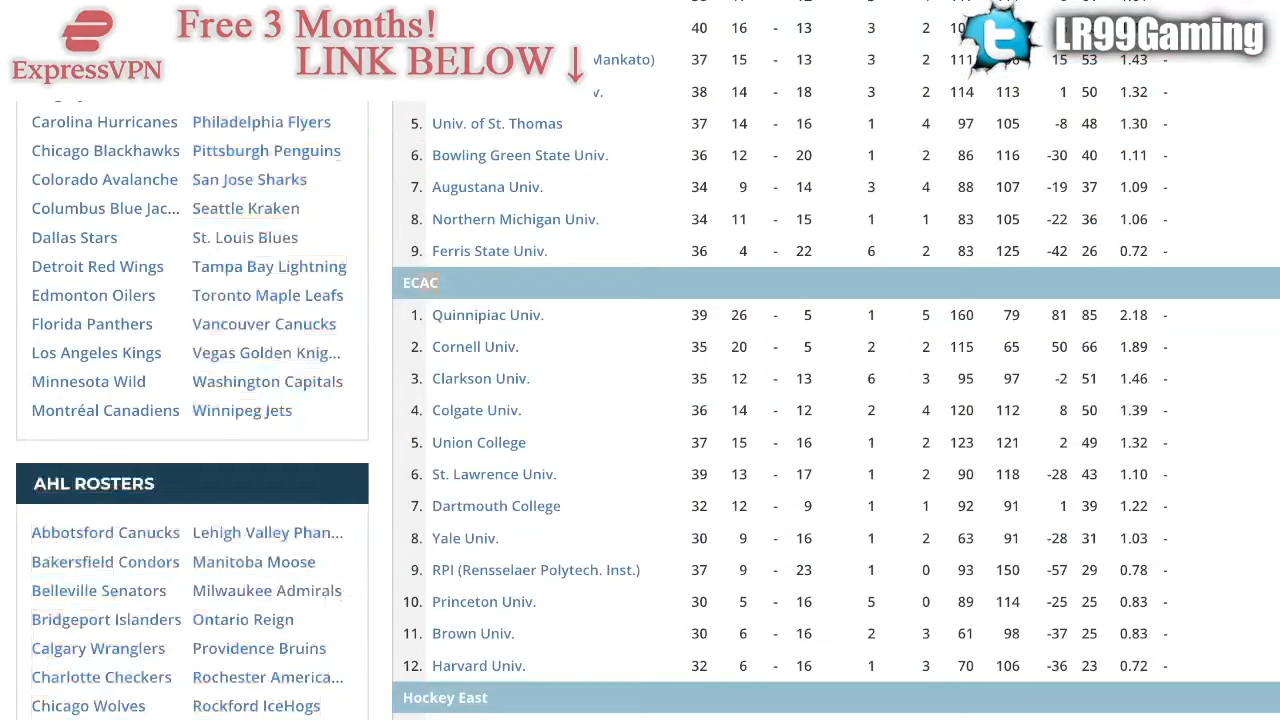 Free 3 Months!
LINK BELOW ↓
ExpressVPN
LR99Gaming
40 16 - 13 3 2
Mankato) 37 15 - 13 3 2 111 15 53 1.43 -
v. 38 14 - 18 3 2 114 113 1 50 1.32 -
5. Univ. of St. Thomas 37 14 - 16 1 4 97 105 -8 48 1.30 -
6. Bowling Green State Univ. 36 12 - 20 1 2 86 116 -30 40 1.11 -
7. Augustana Univ. 34 9 - 14 3 4 88 107 -19 37 1.09 -
8. Northern Michigan Univ. 34 11 - 15 1 1 83 105 -22 36 1.06 -
9. Ferris State Univ. 36 4 - 22 6 2 83 125 -42 26 0.72 -
ECAC
1. Quinnipiac Univ. 39 26 - 5 1 5 160 79 81 85 2.18 -
2. Cornell Univ. 35 20 - 5 2 2 115 65 50 66 1.89 -
3. Clarkson Univ. 35 12 - 13 6 3 95 97 -2 51 1.46 -
4. Colgate Univ. 36 14 - 12 2 4 120 112 8 50 1.39 -
5. Union College 37 15 - 16 1 2 123 121 2 49 1.32 -
6. St. Lawrence Univ. 39 13 - 17 1 2 90 118 -28 43 1.10 -
7. Dartmouth College 32 12 - 9 1 1 92 91 1 39 1.22 -
8. Yale Univ. 30 9 - 16 1 2 63 91 -28 31 1.03 -
9. RPI (Rensselaer Polytech. Inst.) 37 9 - 23 1 0 93 150 -57 29 0.78 -
10. Princeton Univ. 30 5 - 16 5 0 89 114 -25 25 0.83 -
11. Brown Univ. 30 6 - 16 2 3 61 98 -37 25 0.83 -
12. Harvard Univ. 32 6 - 16 1 3 70 106 -36 23 0.72 -
Hockey East
Carolina Hurricanes Philadelphia Flyers
Chicago Blackhawks Pittsburgh Penguins
Colorado Avalanche San Jose Sharks
Columbus Blue Jac... Seattle Kraken
Dallas Stars St. Louis Blues
Detroit Red Wings Tampa Bay Lightning
Edmonton Oilers Toronto Maple Leafs
Florida Panthers Vancouver Canucks
Los Angeles Kings Vegas Golden Knig...
Minnesota Wild Washington Capitals
Montréal Canadiens Winnipeg Jets
AHL ROSTERS
Abbotsford Canucks Lehigh Valley Phan...
Bakersfield Condors Manitoba Moose
Belleville Senators Milwaukee Admirals
Bridgeport Islanders Ontario Reign
Calgary Wranglers Providence Bruins
Charlotte Checkers Rochester America...
Chicago Wolves Rockford IceHogs